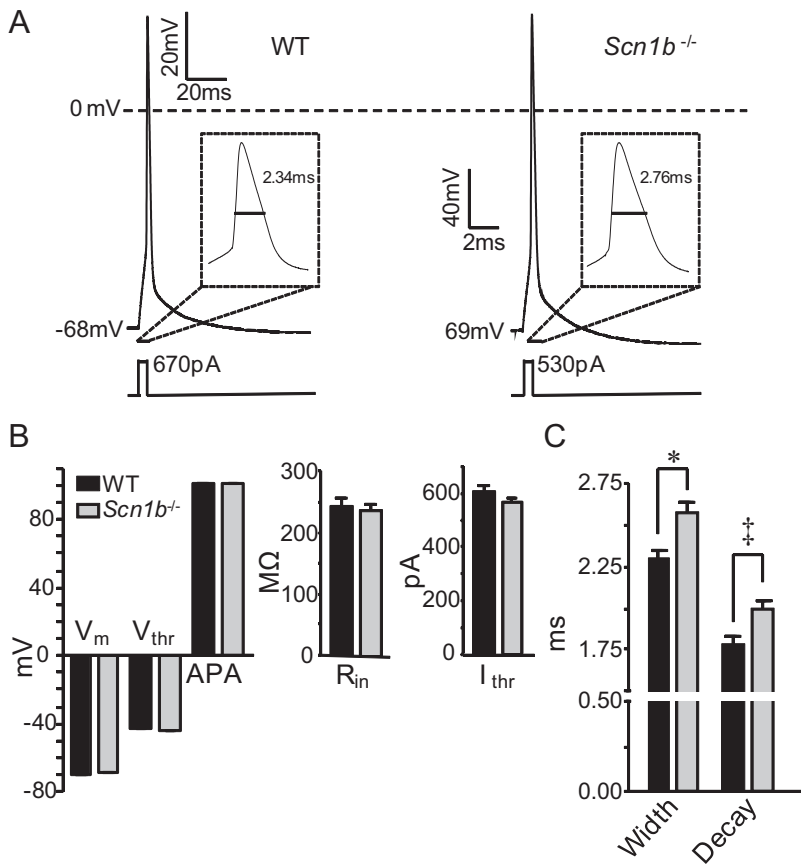 A
20mV
20ms
WT
Scn1b -/-
0 mV
2.34ms
40mV
2ms
2.76ms
-68mV
69mV
670pA
530pA
B
WT
Scn1b-/-
mV
80
40
0
-40
-80
Vm
Vthr
APA
MΩ
300
200
100
0
Rin
pA
600
400
200
0
I thr
C
ms
2.75
2.25
1.75
0.50
0.00
*
‡
Width
Decay